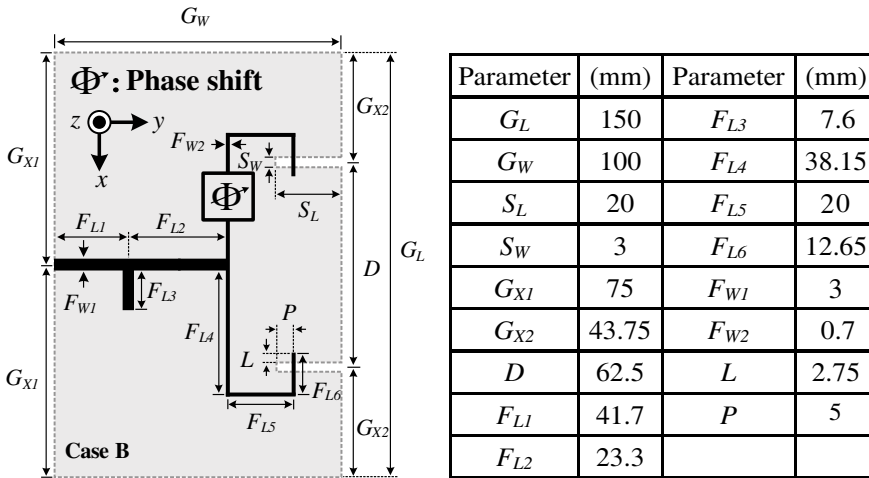 G_W
Φ : Phase shift
z y
x
G_X1
F_W2
S_W
G_X2
Φ
S_L
F_L1 F_L2
D
G_L
F_W1
F_L3
F_L4
P
L
F_L6
G_X1
F_L5
G_X2
Case B
Parameter (mm) Parameter (mm)
G_L 150 F_L3 7.6
G_W 100 F_L4 38.15
S_L 20 F_L5 20
S_W 3 F_L6 12.65
G_X1 75 F_W1 3
G_X2 43.75 F_W2 0.7
D 62.5 L 2.75
F_L1 41.7 P 5
F_L2 23.3